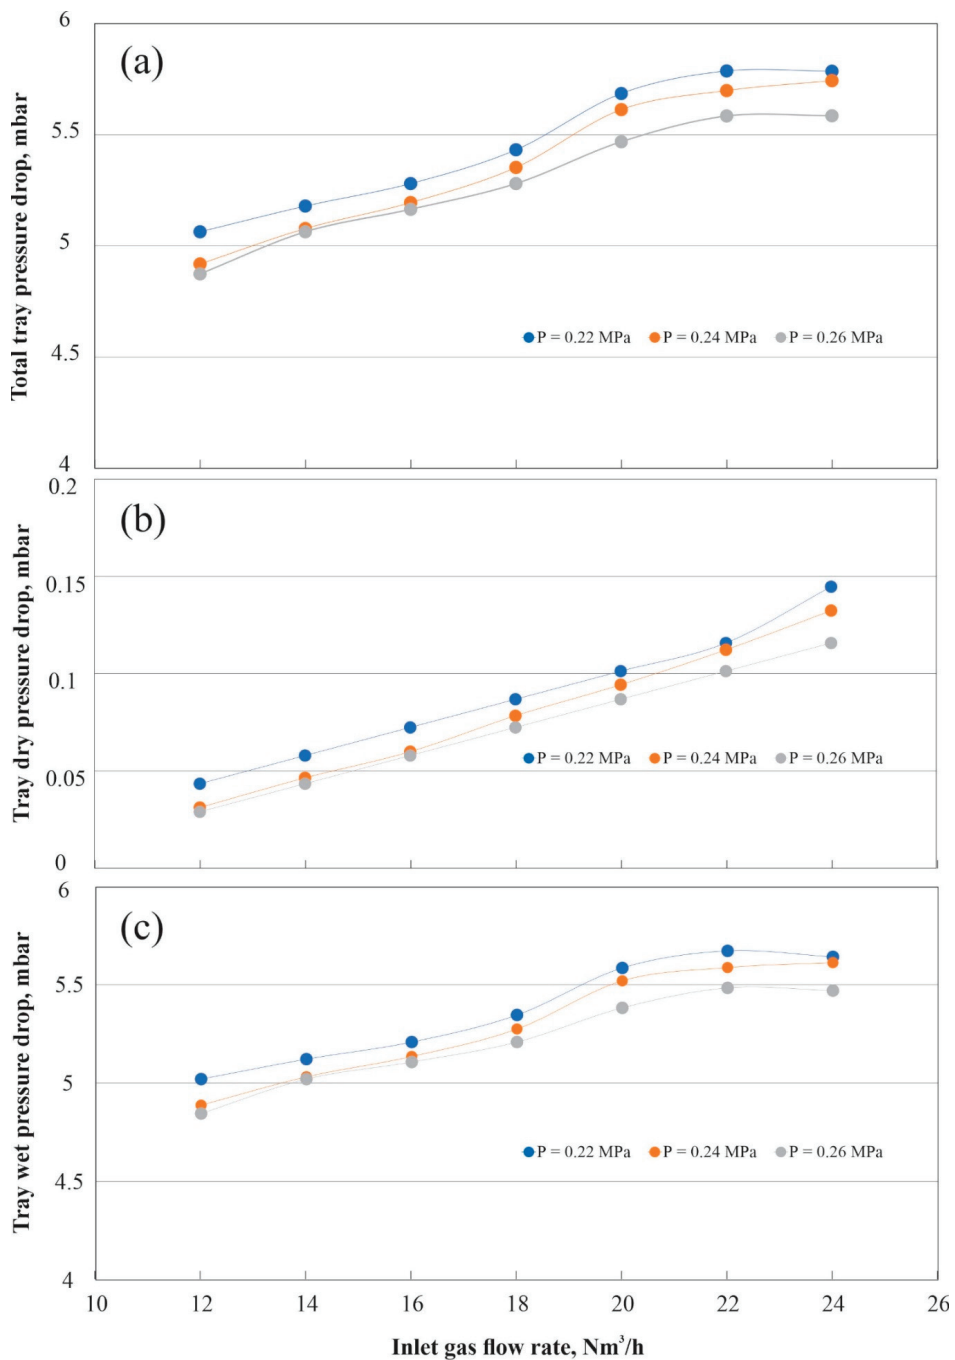 6
(a)
5.5
5
4.5
4
Total tray pressure drop, mbar
P = 0.22 MPa P = 0.24 MPa P = 0.26 MPa
0.2
(b)
0.15
0.1
0.05
0
Tray dry pressure drop, mbar
P = 0.22 MPa P = 0.24 MPa P = 0.26 MPa
6
(c)
5.5
5
4.5
4
Tray wet pressure drop, mbar
P = 0.22 MPa P = 0.24 MPa P = 0.26 MPa
10 12 14 16 18 20 22 24 26
Inlet gas flow rate, Nm³/h